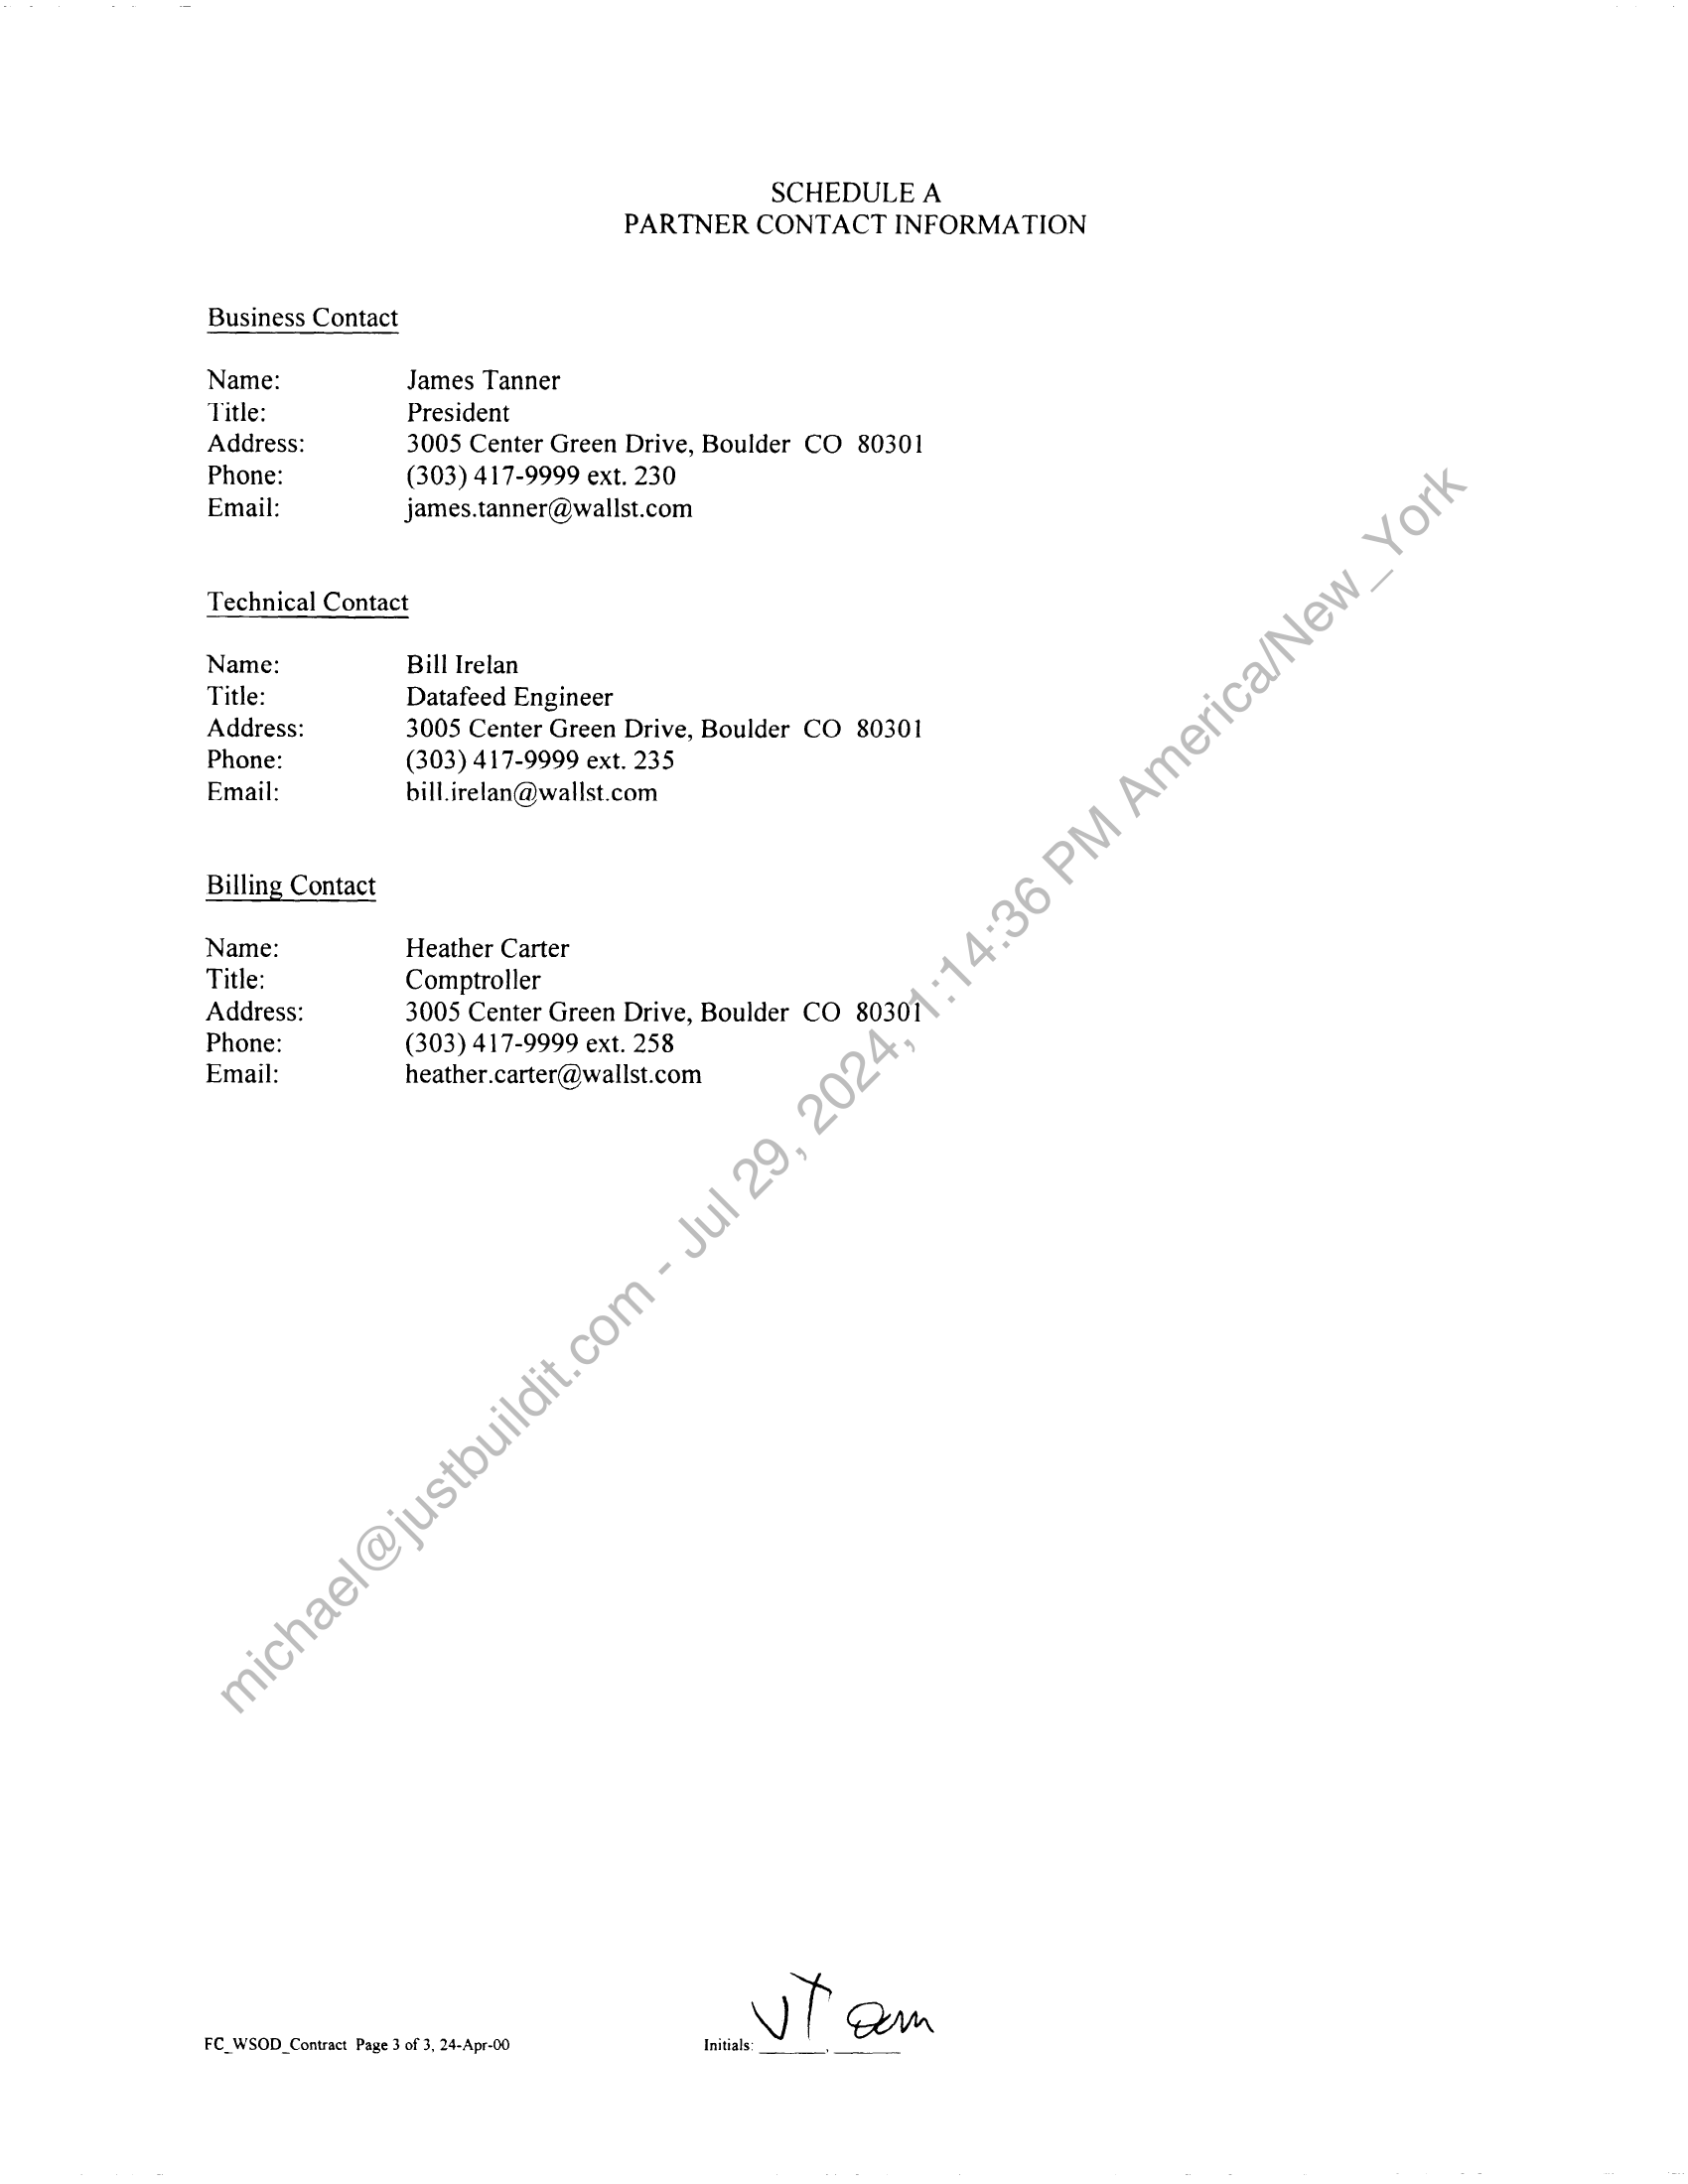 SCHEDULE A
PARTNER CONTACT INFORMATION
Business Contact
Name: James Tanner
Title: President
Address: 3005 Center Green Drive, Boulder CO 80301
Phone: (303) 417-9999 ext. 230
Email: james.tanner@wallst.com
Technical Contact
Name: Bill Irelan
Title: Datafeed Engineer
Address: 3005 Center Green Drive, Boulder CO 80301
Phone: (303) 417-9999 ext. 235
Email: bill.irelan@wallst.com
Billing Contact
Name: Heather Carter
Title: Comptroller
Address: 3005 Center Green Drive, Boulder CO 80301
Phone: (303) 417-9999 ext. 258
Email: heather.carter@wallst.com
michael@justbuildit.com - Jul 29, 2024, 1:14:36 PM America/New_York
FC_WSOD_Contract Page 3 of 3, 24-Apr-00 Initials: